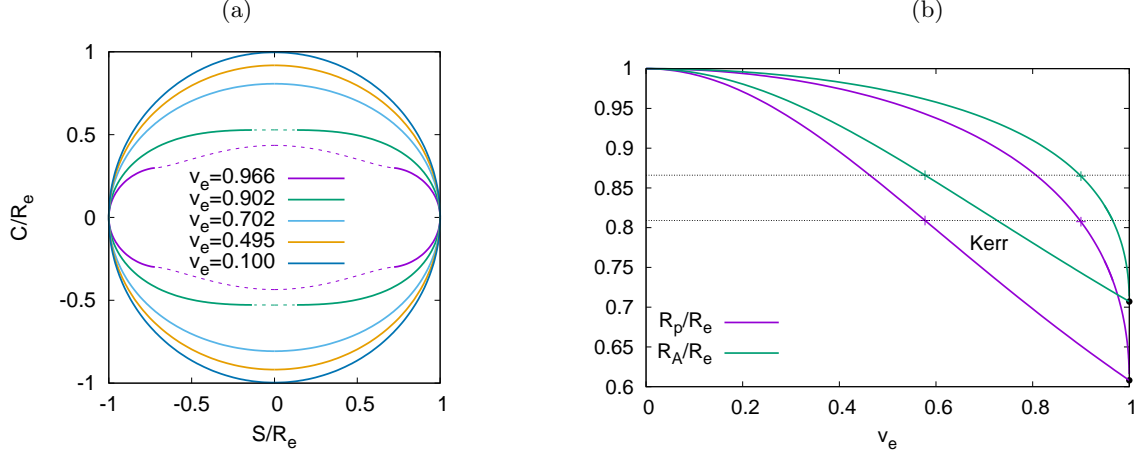 (a)
1
0.5
0
-0.5
-1
-1 -0.5 0 0.5 1
C/R_e
S/R_e
v_e=0.966
v_e=0.902
v_e=0.702
v_e=0.495
v_e=0.100
(b)
1
0.95
0.9
0.85
0.8
0.75
0.7
0.65
0.6
0 0.2 0.4 0.6 0.8 1
v_e
Kerr
R_p/R_e
R_A/R_e